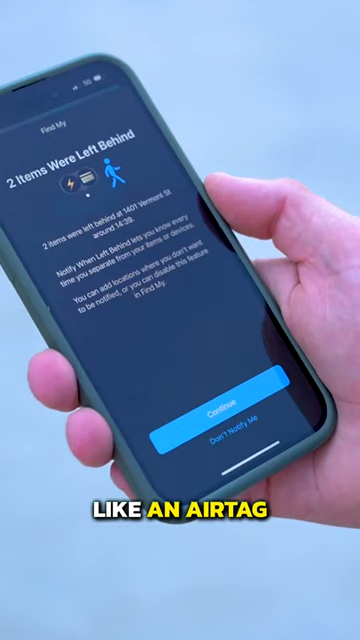 5G
Find My
2 Items Were Left Behind
2 items were left behind at 1401 Vermont St
around 14:39.
Notify When Left Behind lets you know every
time you separate from your items or devices.
You can add locations where you don't want
to be notified, or you can disable this feature
in Find My.
Continue
Don't Notify Me
LIKE AN AIRTAG